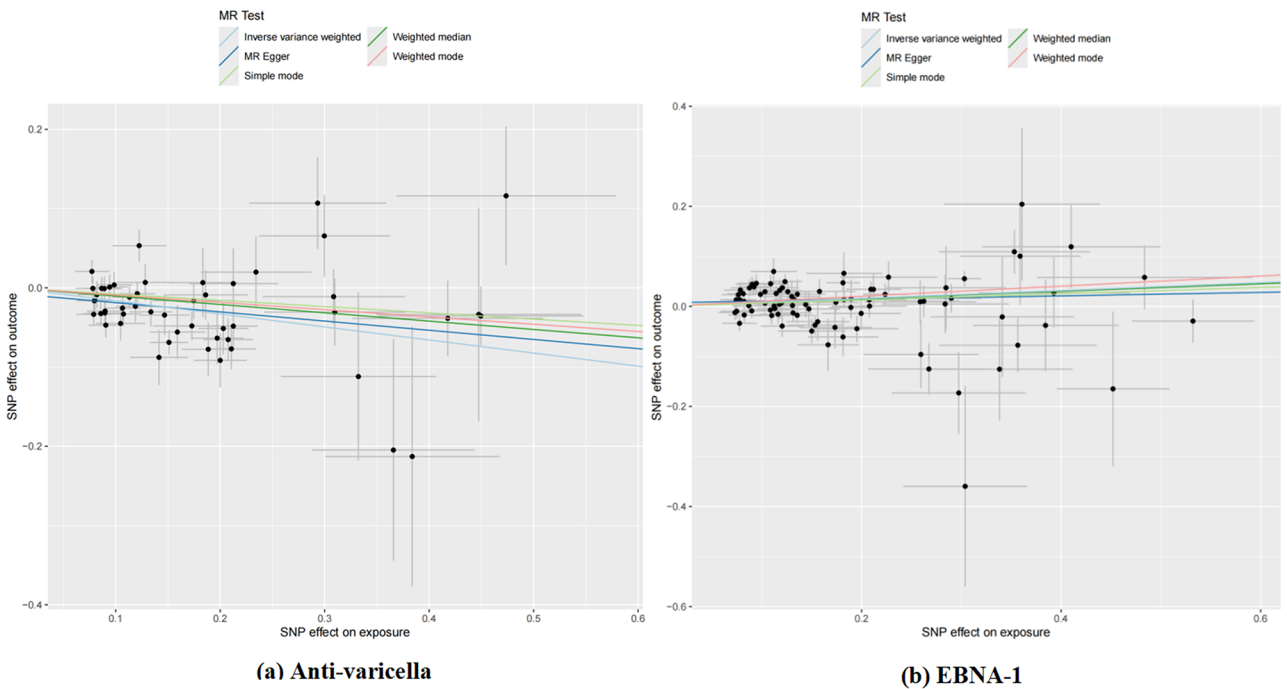 MR Test
Inverse variance weighted
Weighted median
MR Egger
Weighted mode
Simple mode
0.2
0.0
−0.2
−0.4
SNP effect on outcome
0.1
0.2
0.3
0.4
0.5
0.6
SNP effect on exposure
(a) Anti-varicella
MR Test
Inverse variance weighted
Weighted median
MR Egger
Weighted mode
Simple mode
0.4
0.2
0.0
−0.2
−0.4
−0.6
SNP effect on outcome
0.2
0.4
0.6
SNP effect on exposure
(b) EBNA-1